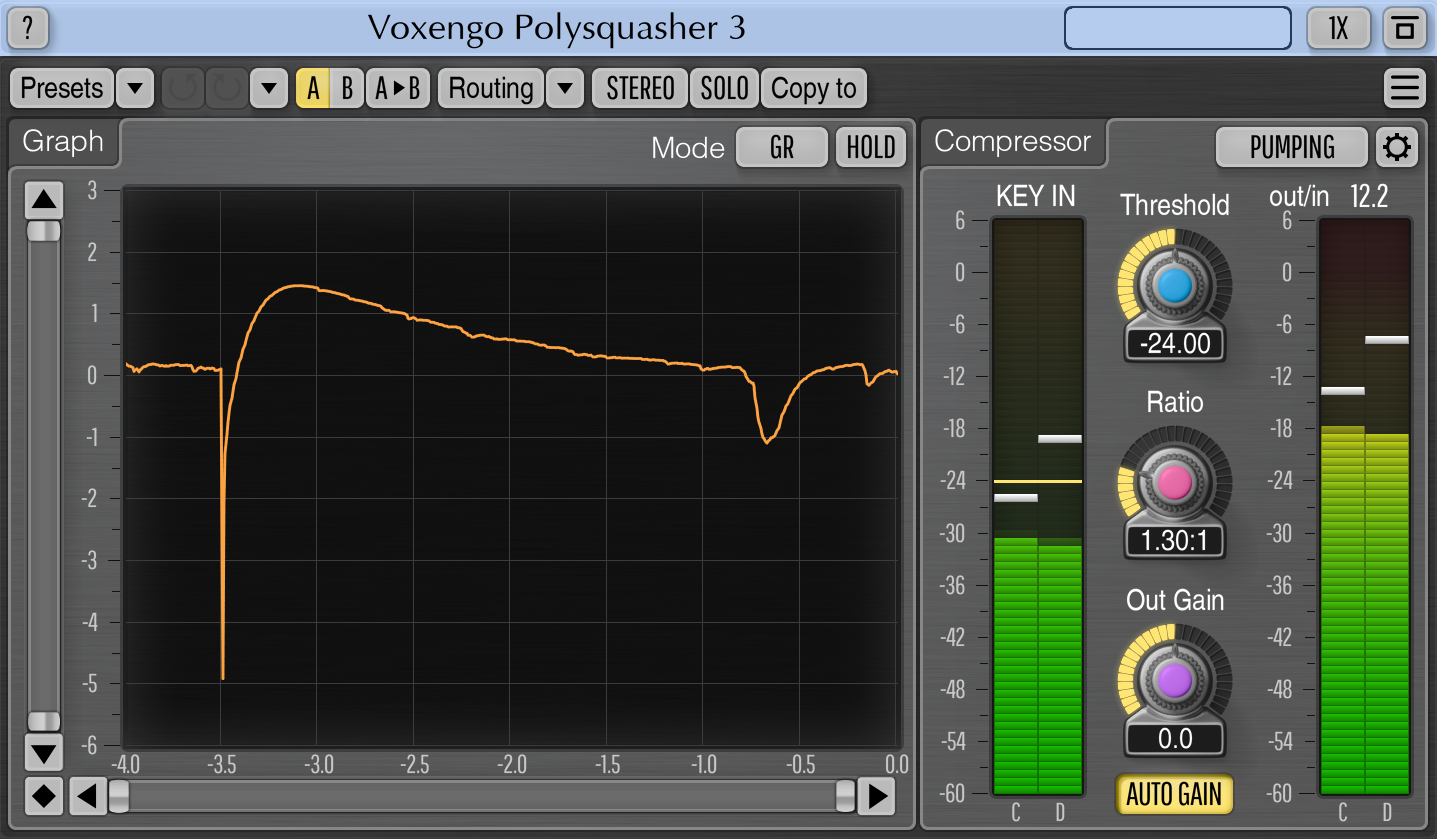 ? Voxengo Polysquasher 3 1X
Presets A B A▶B Routing STEREO SOLO Copy to
Graph Mode GR HOLD
3
2
1
0
-1
-2
-3
-4
-5
-6
-4.0 -3.5 -3.0 -2.5 -2.0 -1.5 -1.0 -0.5 0.0
Compressor PUMPING
KEY IN
6
0
-6
-12
-18
-24
-30
-36
-42
-48
-54
-60
C D
Threshold
-24.00
Ratio
1.30:1
Out Gain
0.0
AUTO GAIN
out/in 12.2
6
0
-6
-12
-18
-24
-30
-36
-42
-48
-54
-60
C D